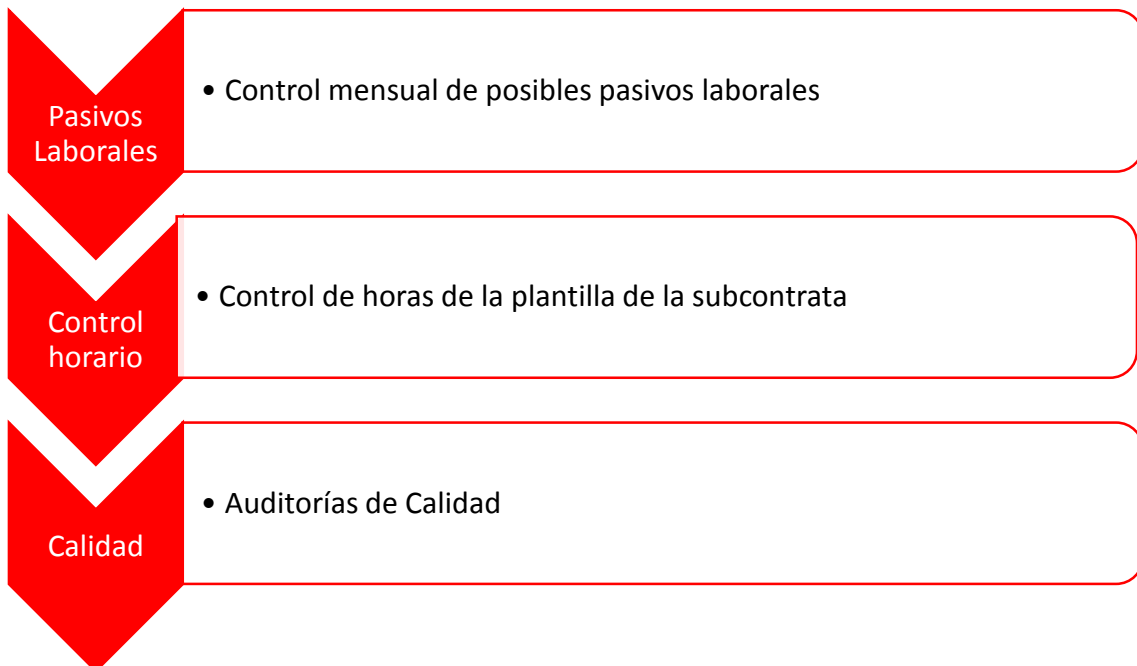 Pasivos
Laborales
• Control mensual de posibles pasivos laborales
Control
horario
• Control de horas de la plantilla de la subcontrata
Calidad
• Auditorías de Calidad